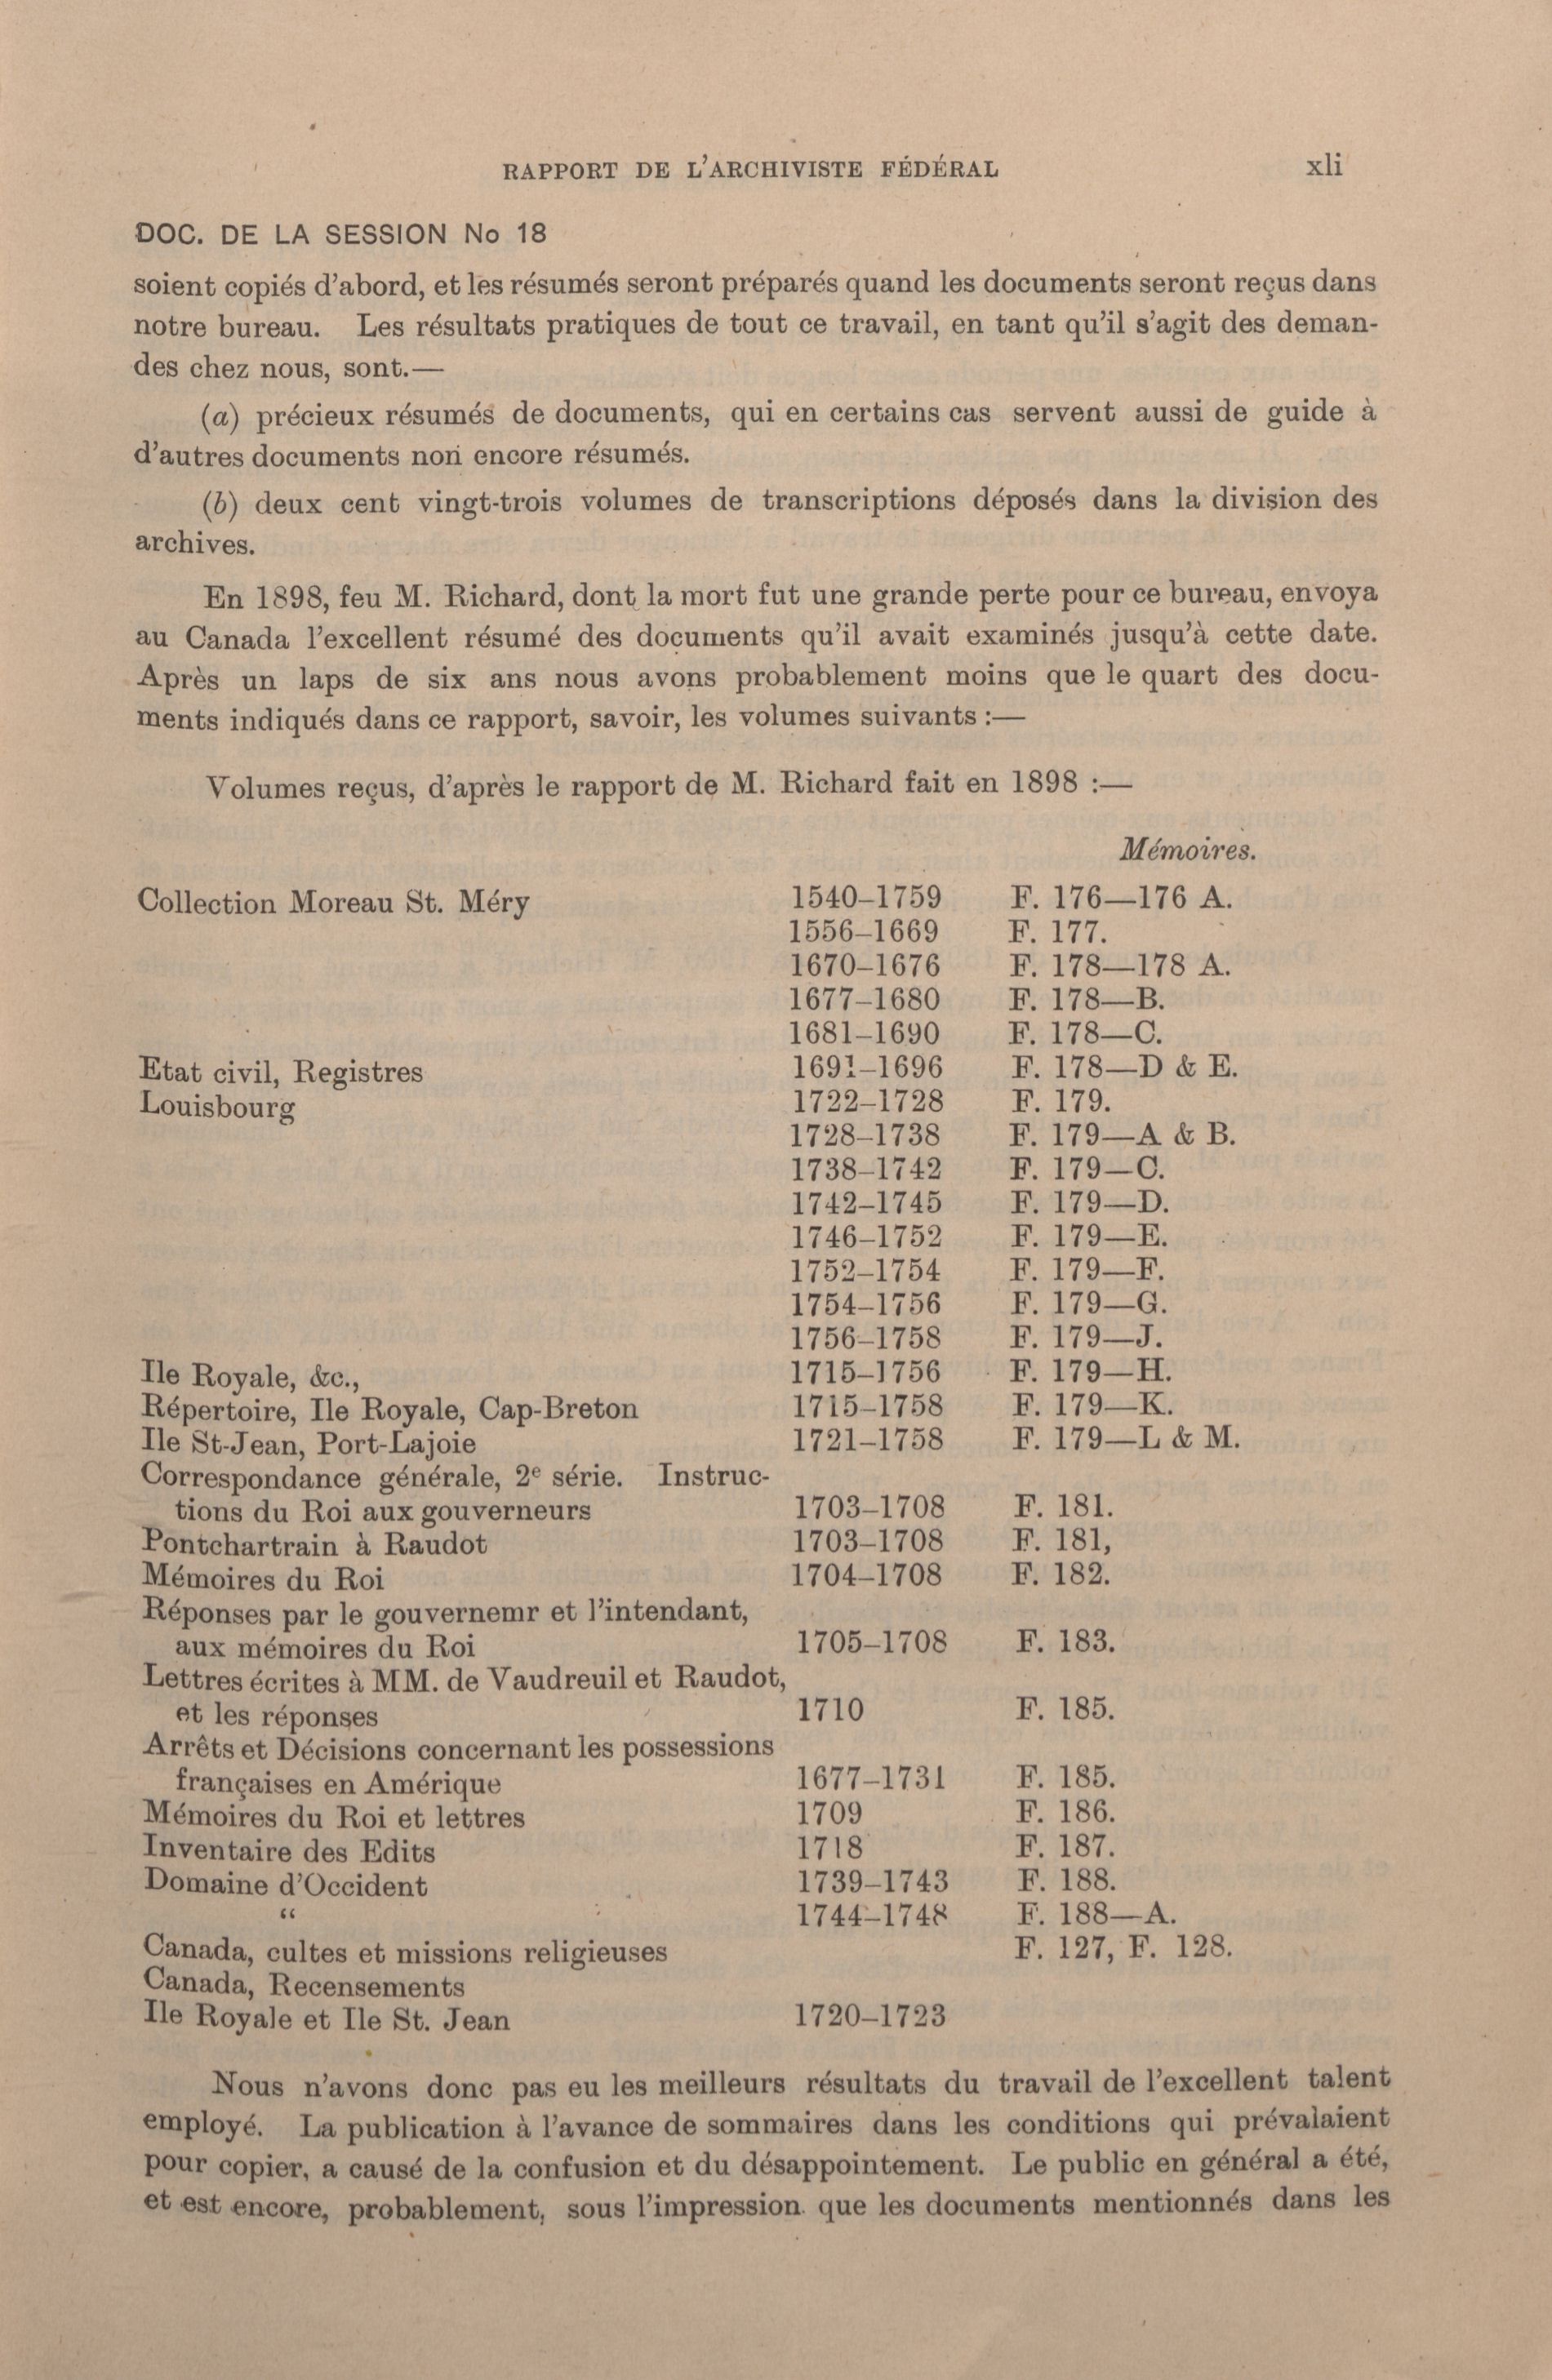 RAPPORT DE L'ARCHIVISTE FÉDÉRAL xli
DOC. DE LA SESSION No 18
soient copiés d'abord, et les résumés seront préparés quand les documents seront reçus dans
notre bureau. Les résultats pratiques de tout ce travail, en tant qu'il s'agit des deman-
des chez nous, sont.—
(a) précieux résumés de documents, qui en certains cas servent aussi de guide à
d'autres documents non encore résumés.
(b) deux cent vingt-trois volumes de transcriptions déposés dans la division des
archives.
En 1898, feu M. Richard, dont la mort fut une grande perte pour ce bureau, envoya
au Canada l'excellent résumé des documents qu'il avait examinés jusqu'à cette date.
Après un laps de six ans nous avons probablement moins que le quart des docu-
ments indiqués dans ce rapport, savoir, les volumes suivants :—
Volumes reçus, d'après le rapport de M. Richard fait en 1898 :—
Mémoires.
Collection Moreau St. Méry 1540–1759 F. 176—176 A.
1556–1669 F. 177.
1670–1676 F. 178—178 A.
1677–1680 F. 178—B.
1681–1690 F. 178—C.
Etat civil, Registres 1691–1696 F. 178—D & E.
Louisbourg 1722–1728 F. 179.
1728–1738 F. 179—A & B.
1738–1742 F. 179—C.
1742–1745 F. 179—D.
1746–1752 F. 179—E.
1752–1754 F. 179—F.
1754–1756 F. 179—G.
1756–1758 F. 179—J.
Ile Royale, &c., 1715–1756 F. 179—H.
Répertoire, Ile Royale, Cap-Breton 1715–1758 F. 179—K.
Ile St-Jean, Port-Lajoie 1721–1758 F. 179—L & M.
Correspondance générale, 2e série. Instruc-
tions du Roi aux gouverneurs 1703–1708 F. 181.
Pontchartrain à Raudot 1703–1708 F. 181,
Mémoires du Roi 1704–1708 F. 182.
Réponses par le gouvernemr et l'intendant,
aux mémoires du Roi 1705–1708 F. 183.
Lettres écrites à MM. de Vaudreuil et Raudot,
et les réponses 1710 F. 185.
Arrêts et Décisions concernant les possessions
françaises en Amérique 1677–1731 F. 185.
Mémoires du Roi et lettres 1709 F. 186.
Inventaire des Edits 1718 F. 187.
Domaine d'Occident 1739–1743 F. 188.
“ 1744–1748 F. 188—A.
Canada, cultes et missions religieuses F. 127, F. 128.
Canada, Recensements
Ile Royale et Ile St. Jean 1720–1723
Nous n'avons donc pas eu les meilleurs résultats du travail de l'excellent talent
employé. La publication à l'avance de sommaires dans les conditions qui prévalaient
pour copier, a causé de la confusion et du désappointement. Le public en général a été,
et est encore, probablement, sous l'impression que les documents mentionnés dans les